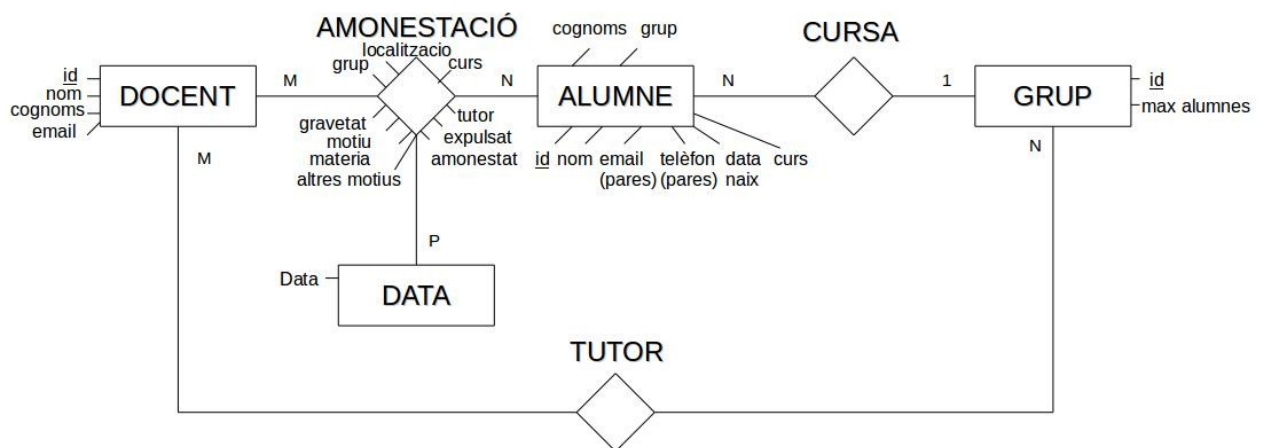 AMONESTACIÓ
localització
grup
curs
cognoms grup
CURSA
id
nom
cognoms
email
DOCENT
M
N
ALUMNE
N
1
GRUP
id
max alumnes
gravetat
motiu
materia
altres motius
tutor
expulsat
amonestat
id nom email telèfon data curs
(pares) (pares) naix
M
N
P
Data
DATA
TUTOR